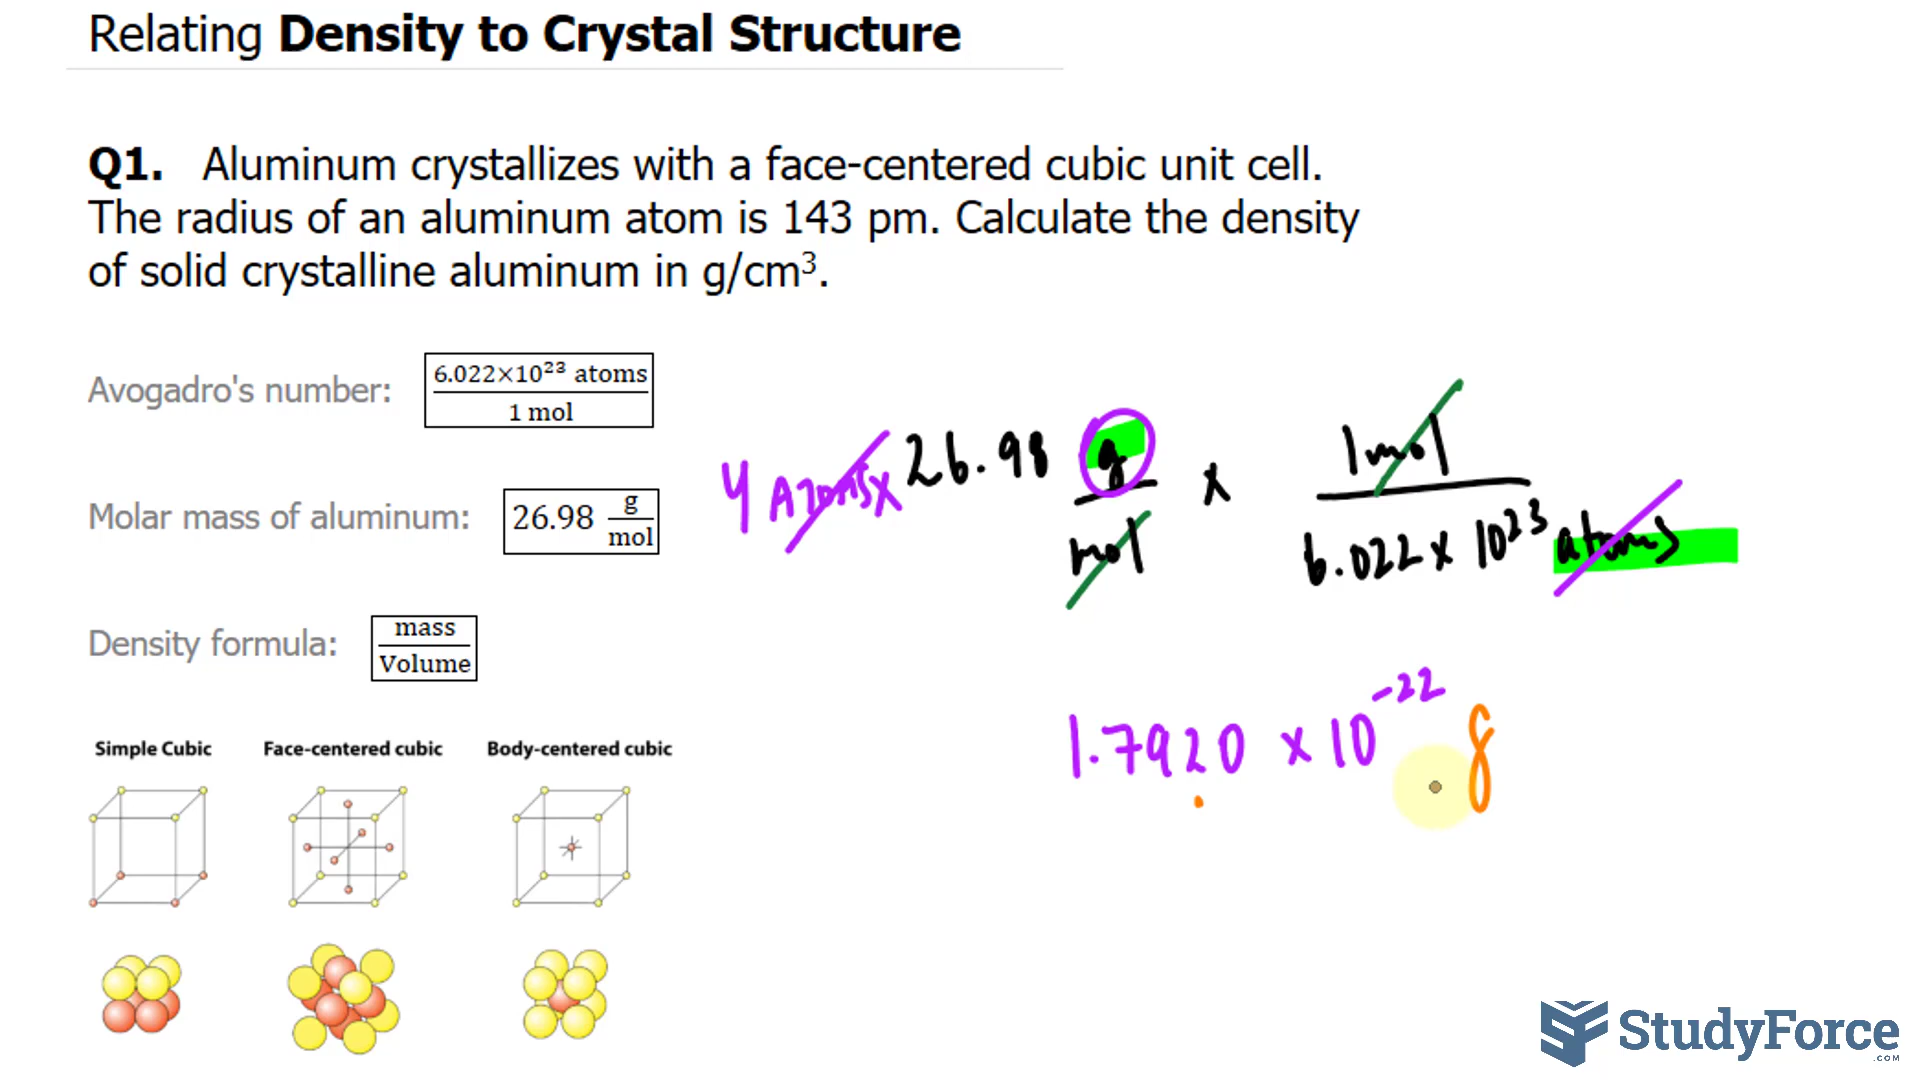 Relating Density to Crystal Structure
Q1. Aluminum crystallizes with a face-centered cubic unit cell.
The radius of an aluminum atom is 143 pm. Calculate the density
of solid crystalline aluminum in g/cm³.
Avogadro's number: 6.022×10²³ atoms
1 mol
Molar mass of aluminum: 26.98 g
mol
Density formula: mass
Volume
4 Atoms x 26.98 g x 1 mol
mol 6.022 x 10²³ atoms
1.7920 x 10⁻²² g
Simple Cubic Face-centered cubic Body-centered cubic
StudyForce
.COM